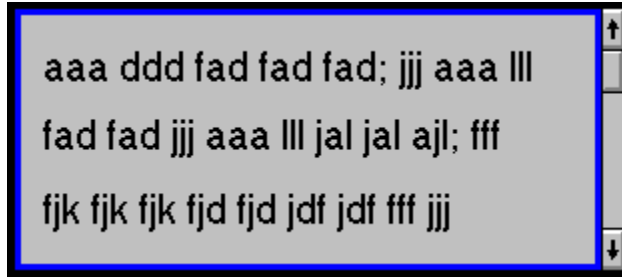 aaa ddd fad fad fad; jjj aaa lll
fad fad jjj aaa lll jal jal ajl; fff
fjk fjk fjk fjd fjd jdf jdf fff jjj